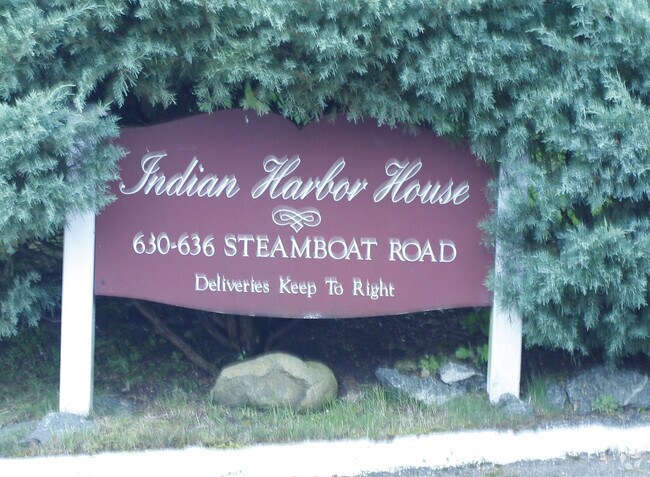 Indian Harbor House
630-636 STEAMBOAT ROAD
Deliveries Keep To Right